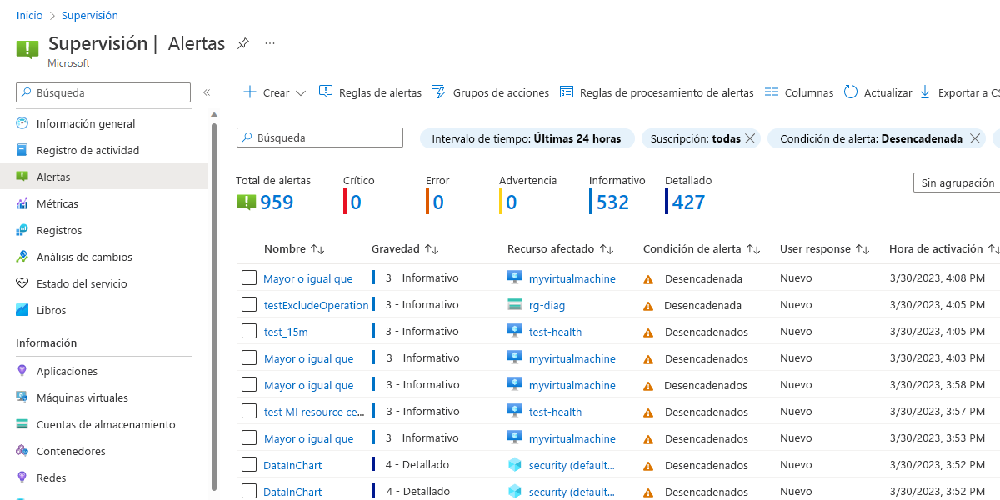 Inicio > Supervisión
Supervisión | Alertas ...
Microsoft
Búsqueda «
Información general
Registro de actividad
Alertas
Métricas
Registros
Análisis de cambios
Estado del servicio
Libros
Información
Aplicaciones
Máquinas virtuales
Cuentas de almacenamiento
Contenedores
Redes
Crear Reglas de alertas Grupos de acciones Reglas de procesamiento de alertas Columnas Actualizar Exportar a CS
Búsqueda Intervalo de tiempo: Últimas 24 horas Suscripción: todas Condición de alerta: Desencadenada
Total de alertas Crítico Error Advertencia Informativo Detallado
959 0 0 0 532 427
Sin agrupación
Nombre Gravedad Recurso afectado Condición de alerta User response Hora de activación
Mayor o igual que 3 - Informativo myvirtualmachine Desencadenada Nuevo 3/30/2023, 4:08 PM
testExcludeOperation 3 - Informativo rg-diag Desencadenada Nuevo 3/30/2023, 4:05 PM
test_15m 3 - Informativo test-health Desencadenados Nuevo 3/30/2023, 4:05 PM
Mayor o igual que 3 - Informativo myvirtualmachine Desencadenados Nuevo 3/30/2023, 4:03 PM
Mayor o igual que 3 - Informativo myvirtualmachine Desencadenados Nuevo 3/30/2023, 3:58 PM
test MI resource ce... 3 - Informativo test-health Desencadenados Nuevo 3/30/2023, 3:57 PM
Mayor o igual que 3 - Informativo myvirtualmachine Desencadenados Nuevo 3/30/2023, 3:53 PM
DataInChart 4 - Detallado security (default... Desencadenados Nuevo 3/30/2023, 3:52 PM
DataInChart 4 - Detallado security (default... Desencadenados Nuevo 3/30/2023, 3:52 PM